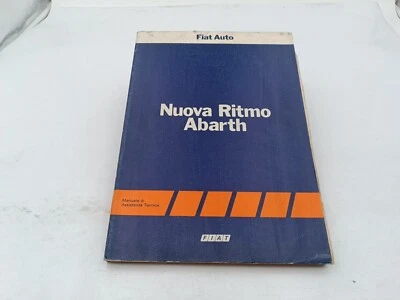 Fiat Auto
Nuova Ritmo
Abarth
Manuale di
Assistenza Tecnica
FIAT